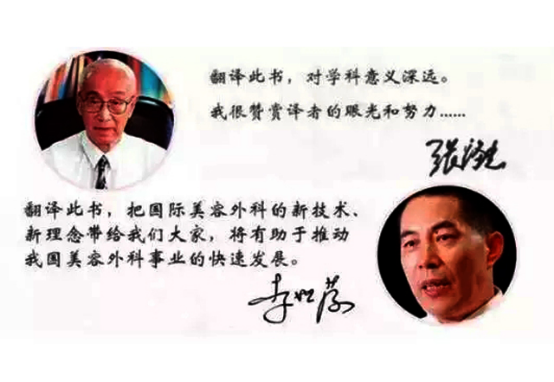 翻译此书，对学科意义深远。
我很赞赏译者的眼光和努力……
翻译此书，把国际美容外科的新技术、
新理念带给我们大家，将有助于推动
我国美容外科事业的快速发展。